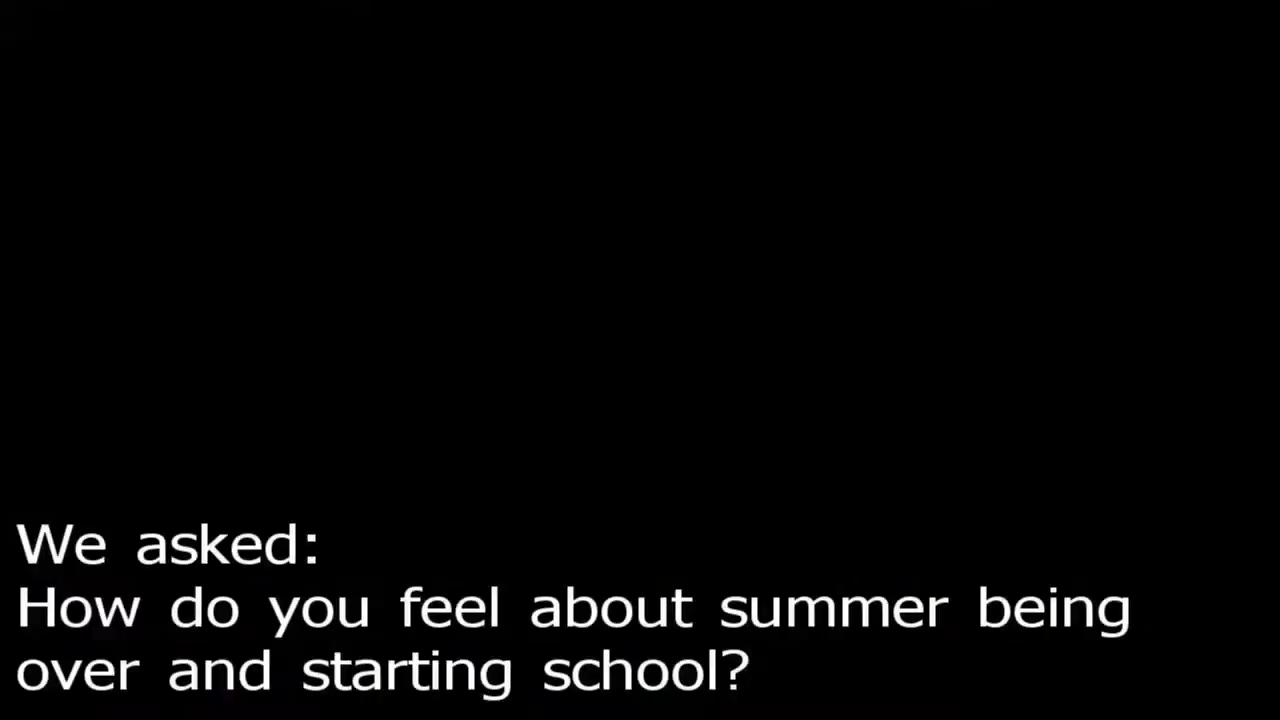 We asked:
How do you feel about summer being
over and starting school?